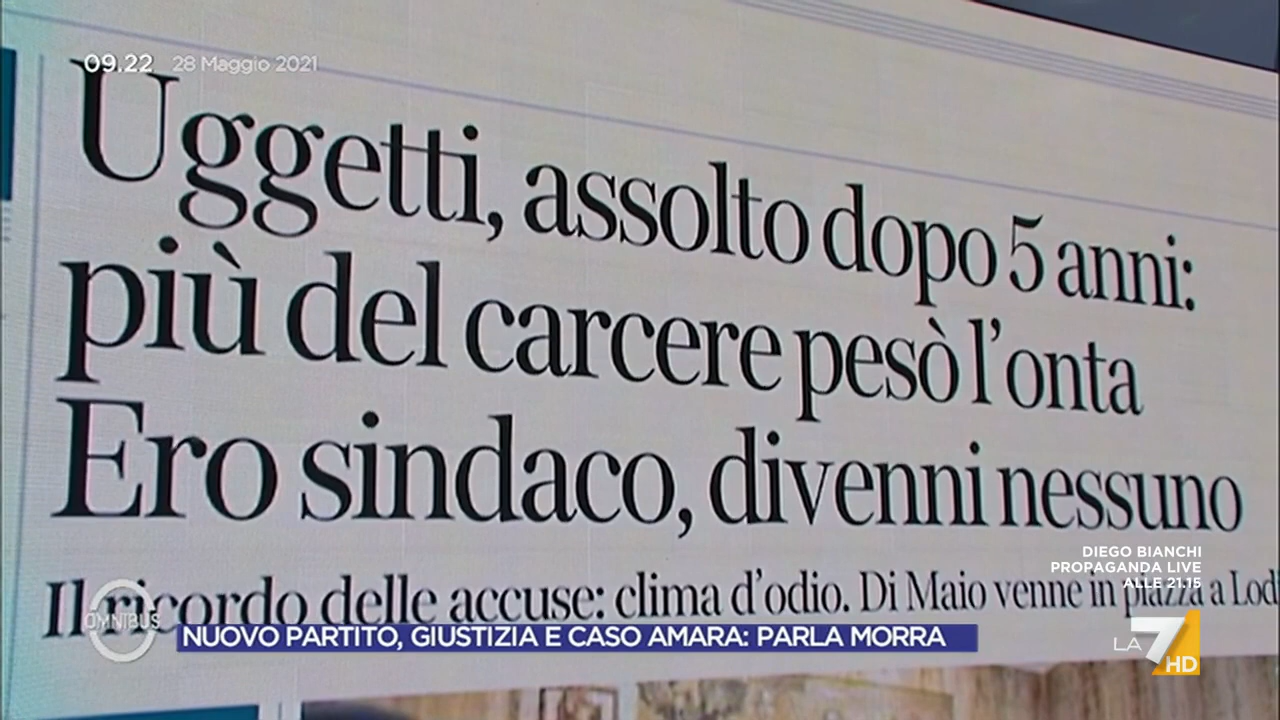 09.22 28 Maggio 2021
Uggetti, assolto dopo 5 anni:
più del carcere pesò l'onta
Ero sindaco, divenni nessuno
Il ricordo delle accuse: clima d'odio. Di Maio venne in piazza a Lodi
DIEGO BIANCHI
PROPAGANDA LIVE
ALLE 21.15
OMNIBUS
NUOVO PARTITO, GIUSTIZIA E CASO AMARA: PARLA MORRA
LA 7 HD